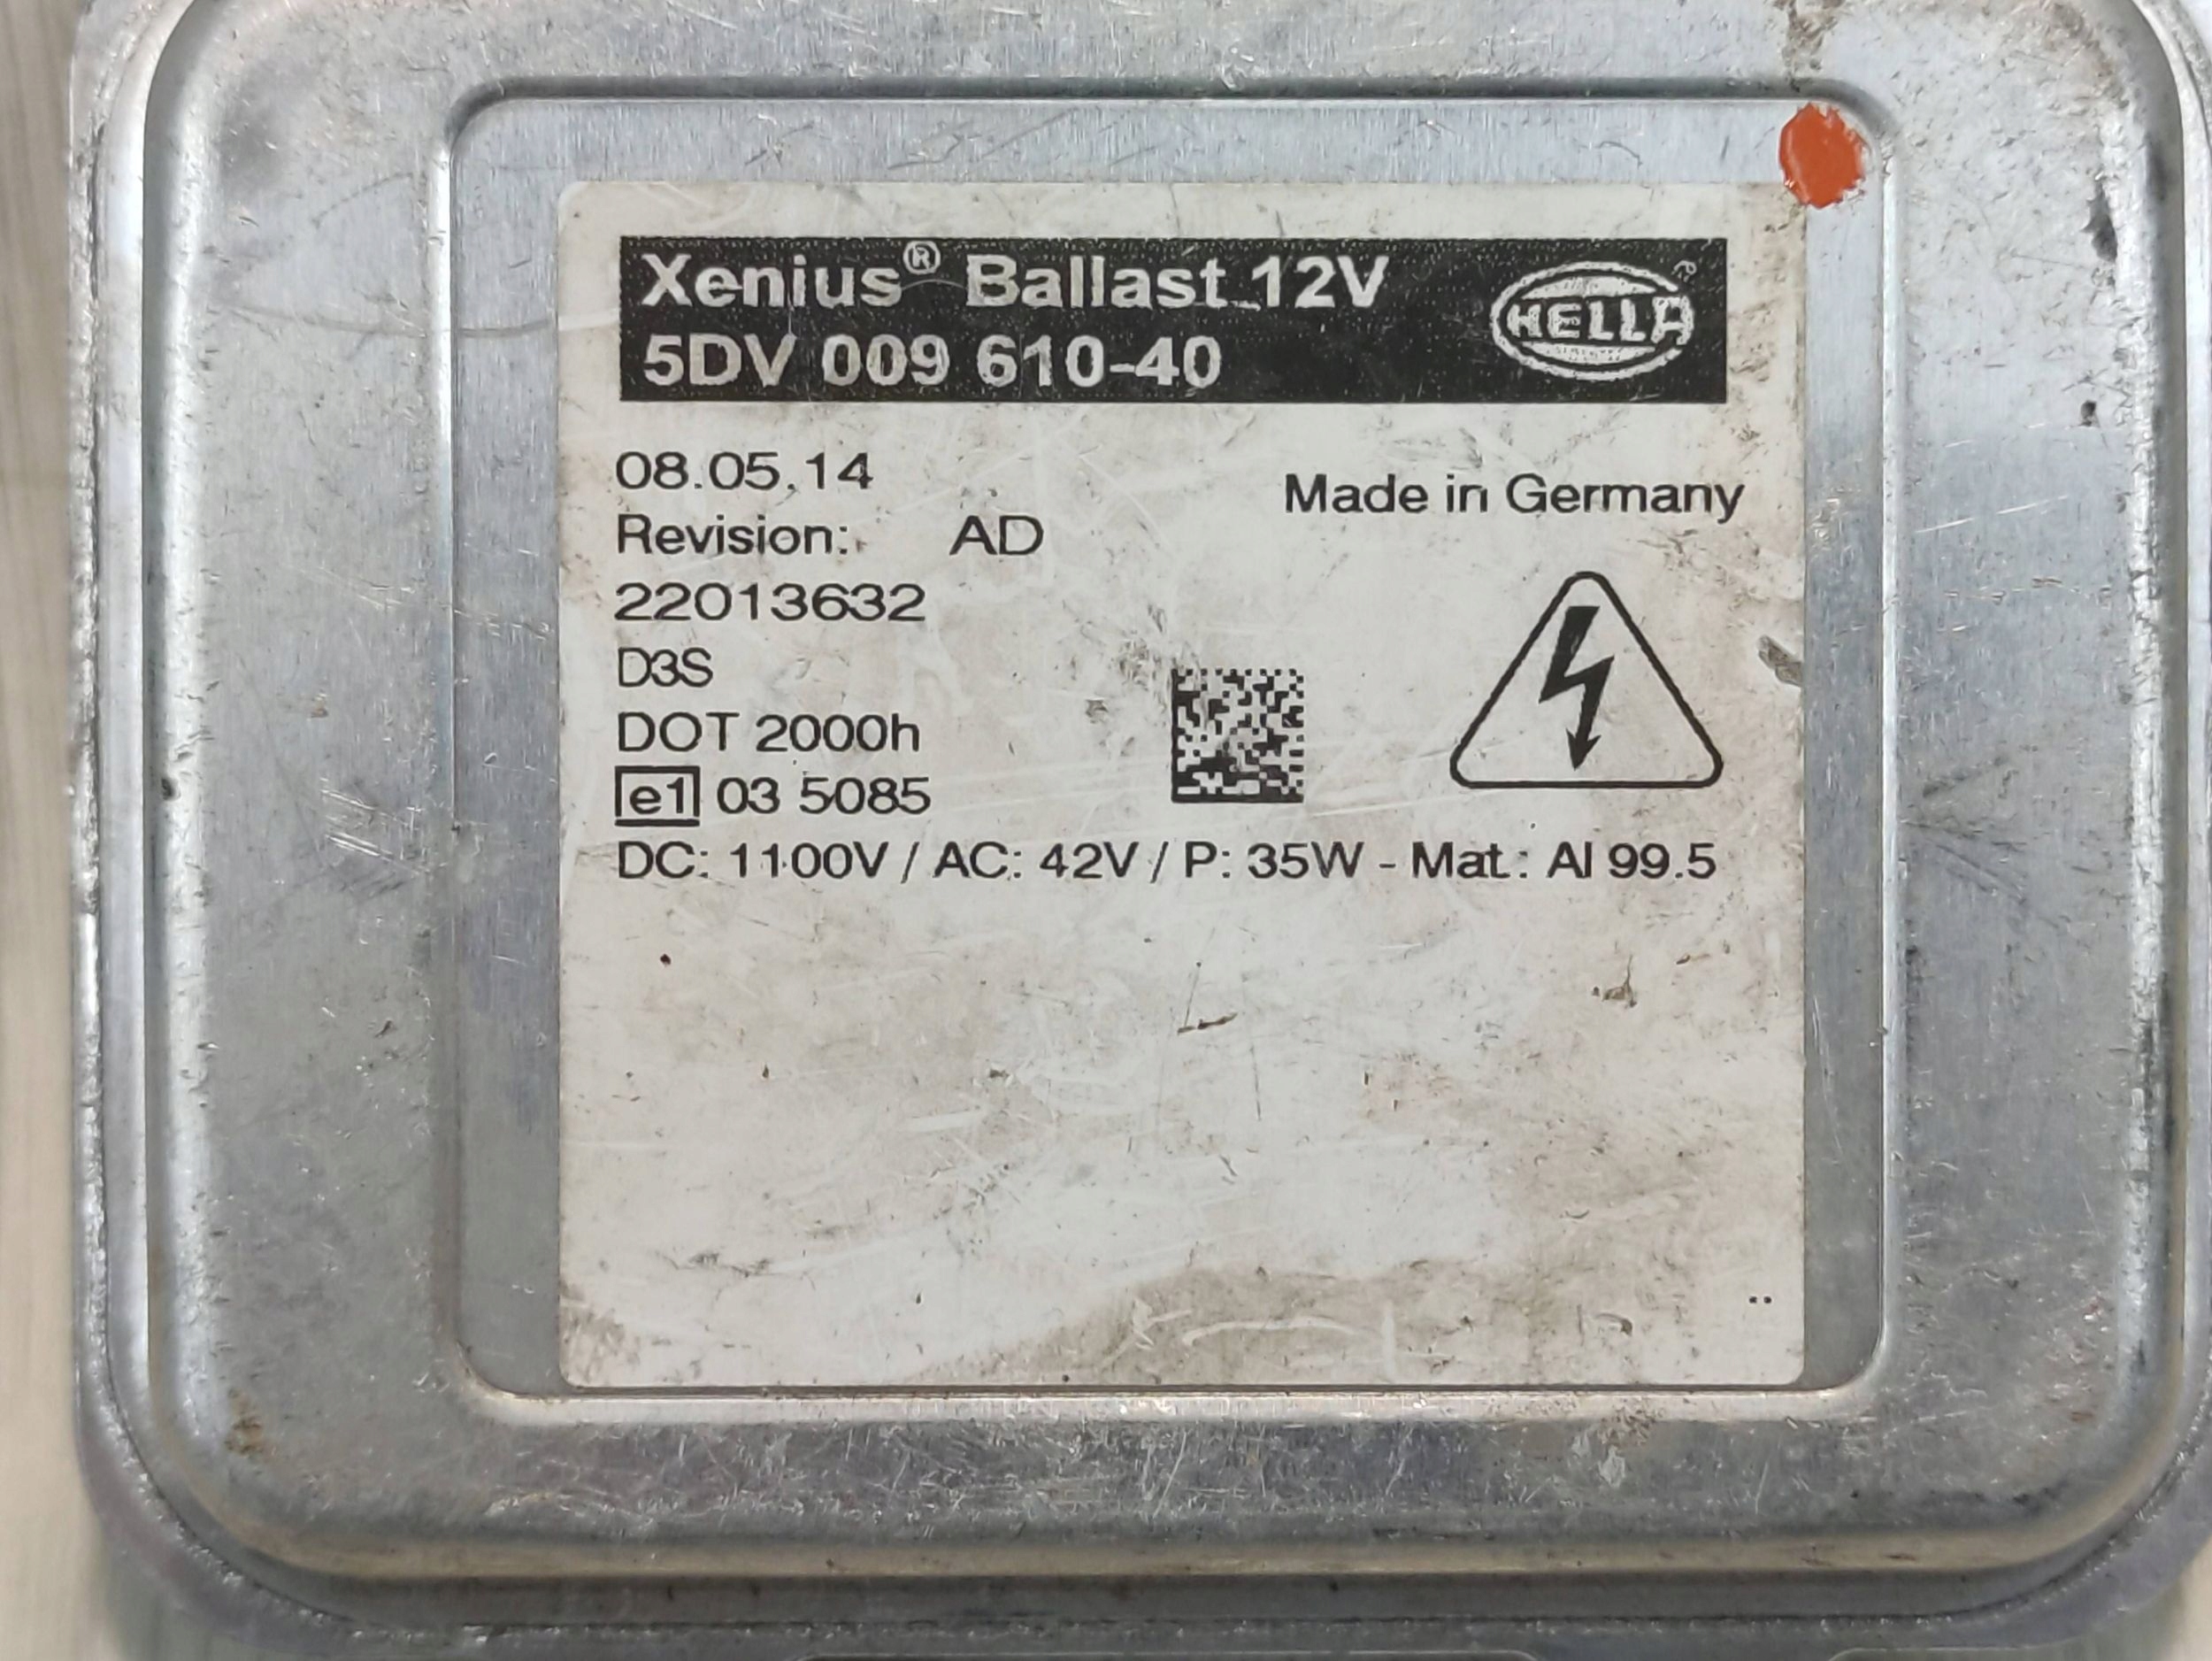 Xenius® Ballast 12V
5DV 009 610-40
HELLA
08.05.14
Made in Germany
Revision: AD
22013632
D3S
DOT 2000h
e1 03 5085
DC: 1100V / AC: 42V / P: 35W - Mat.: Al 99.5